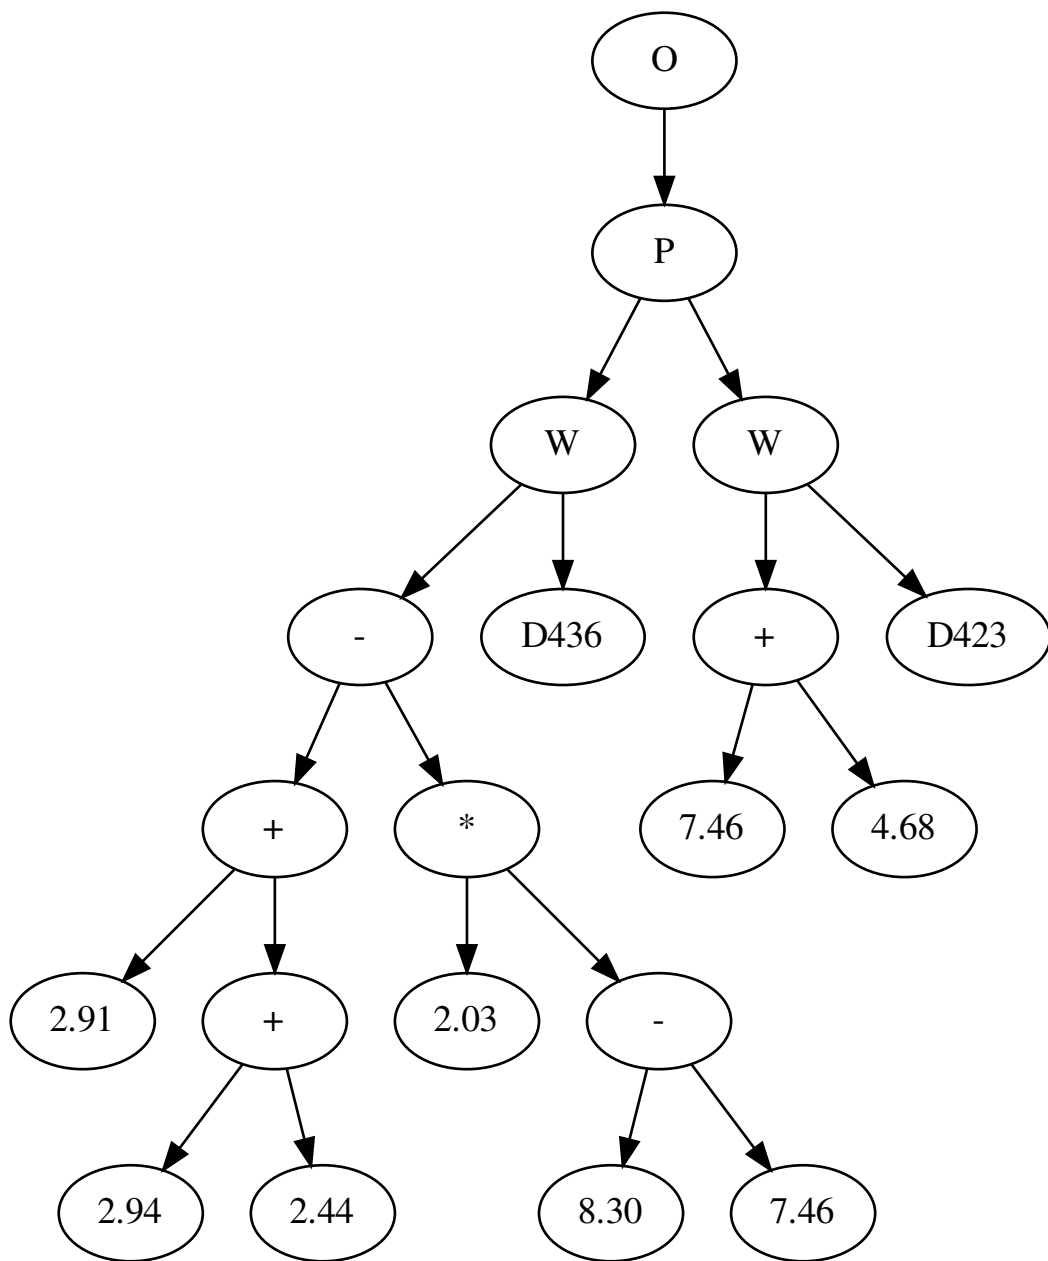 O
P
W W
- D436 + D423
+ * 7.46 4.68
2.91 + 2.03 -
2.94 2.44 8.30 7.46